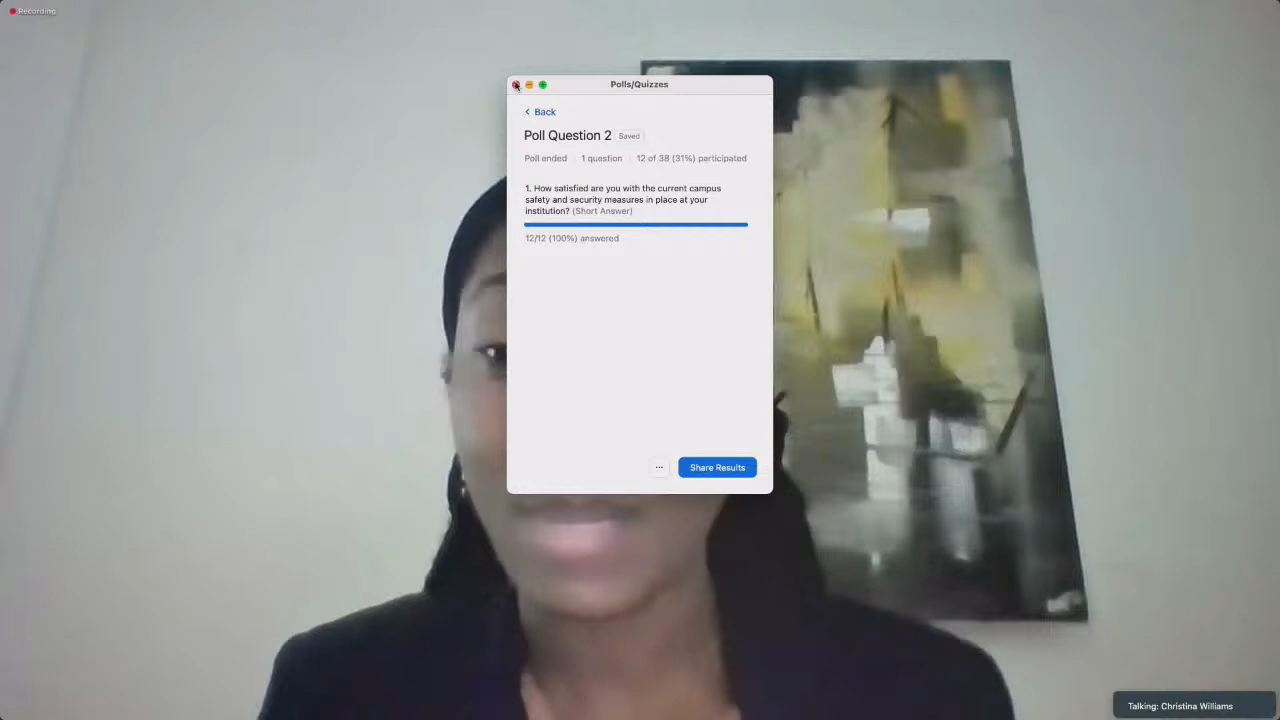 Recording
Polls/Quizzes
Back
Poll Question 2 Saved
Poll ended 1 question 12 of 38 (31%) participated
1. How satisfied are you with the current campus
safety and security measures in place at your
institution? (Short Answer)
12/12 (100%) answered
... Share Results
Talking: Christina Williams